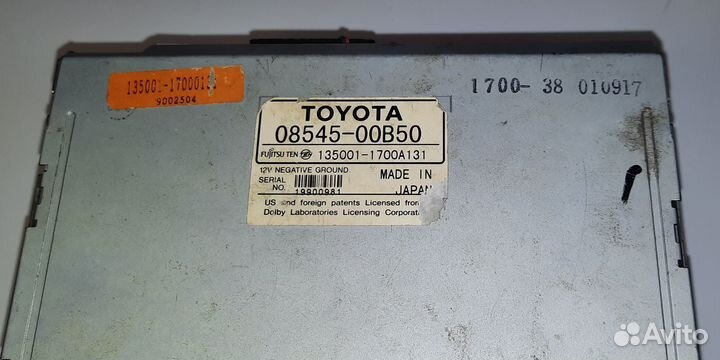 135001-1700013
9002504
1700- 38 010917
TOYOTA
08545-00B50
FUJITSU TEN 135001-1700A131
12V NEGATIVE GROUND
SERIAL
NO. 19900981
MADE IN
JAPAN
US and foreign patents Licensed from
Dolby Laboratories Licensing Corporat
Avito